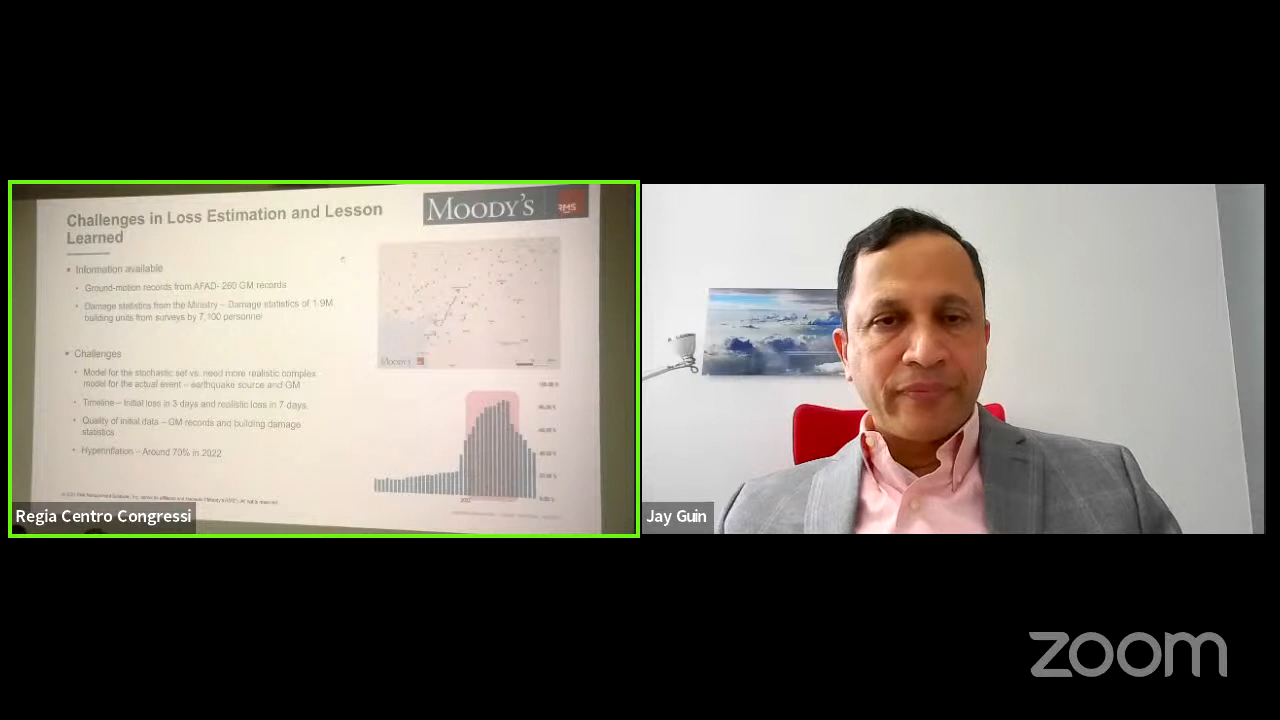 Challenges in Loss Estimation and Lesson
Learned
MOODY'S
RMS
Information available
Ground-motion records from AFAD- 260 GM records
Damage statistics from the Ministry – Damage statistics of 1.9M
building units from surveys by 7,100 personnel
Challenges
Model for the stochastic set vs. need more realistic complex
model for the actual event – earthquake source and GM
Timeline – Initial loss in 3 days and realistic loss in 7 days
Quality of initial data – GM records and building damage
statistics
Hyperinflation – Around 70% in 2022
MOODY'S
2022
Regia Centro Congressi
Jay Guin
zoom